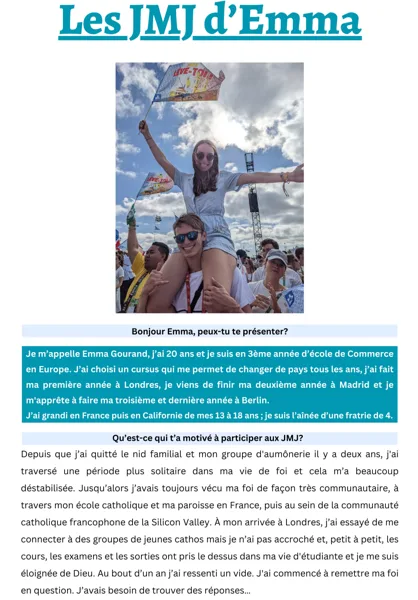 Les JMJ d'Emma
Bonjour Emma, peux-tu te présenter?
Je m'appelle Emma Gourand, j'ai 20 ans et je suis en 3ème année d'école de Commerce
en Europe. J'ai choisi un cursus qui me permet de changer de pays tous les ans, j'ai fait
ma première année à Londres, je viens de finir ma deuxième année à Madrid et je
m'apprête à faire ma troisième et dernière année à Berlin.
J'ai grandi en France puis en Californie de mes 13 à 18 ans ; je suis l'aînée d'une fratrie de 4.
Qu'est-ce qui t'a motivé à participer aux JMJ?
Depuis que j'ai quitté le nid familial et mon groupe d'aumônerie il y a deux ans, j'ai
traversé une période plus solitaire dans ma vie de foi et cela m'a beaucoup
déstabilisée. Jusqu'alors j'avais toujours vécu ma foi de façon très communautaire, à
travers mon école catholique et ma paroisse en France, puis au sein de la communauté
catholique francophone de la Silicon Valley. À mon arrivée à Londres, j'ai essayé de me
connecter à des groupes de jeunes cathos mais je n'ai pas accroché et, petit à petit, les
cours, les examens et les sorties ont pris le dessus dans ma vie d'étudiante et je me suis
éloignée de Dieu. Au bout d'un an j'ai ressenti un vide. J'ai commencé à remettre ma foi
en question. J'avais besoin de trouver des réponses...